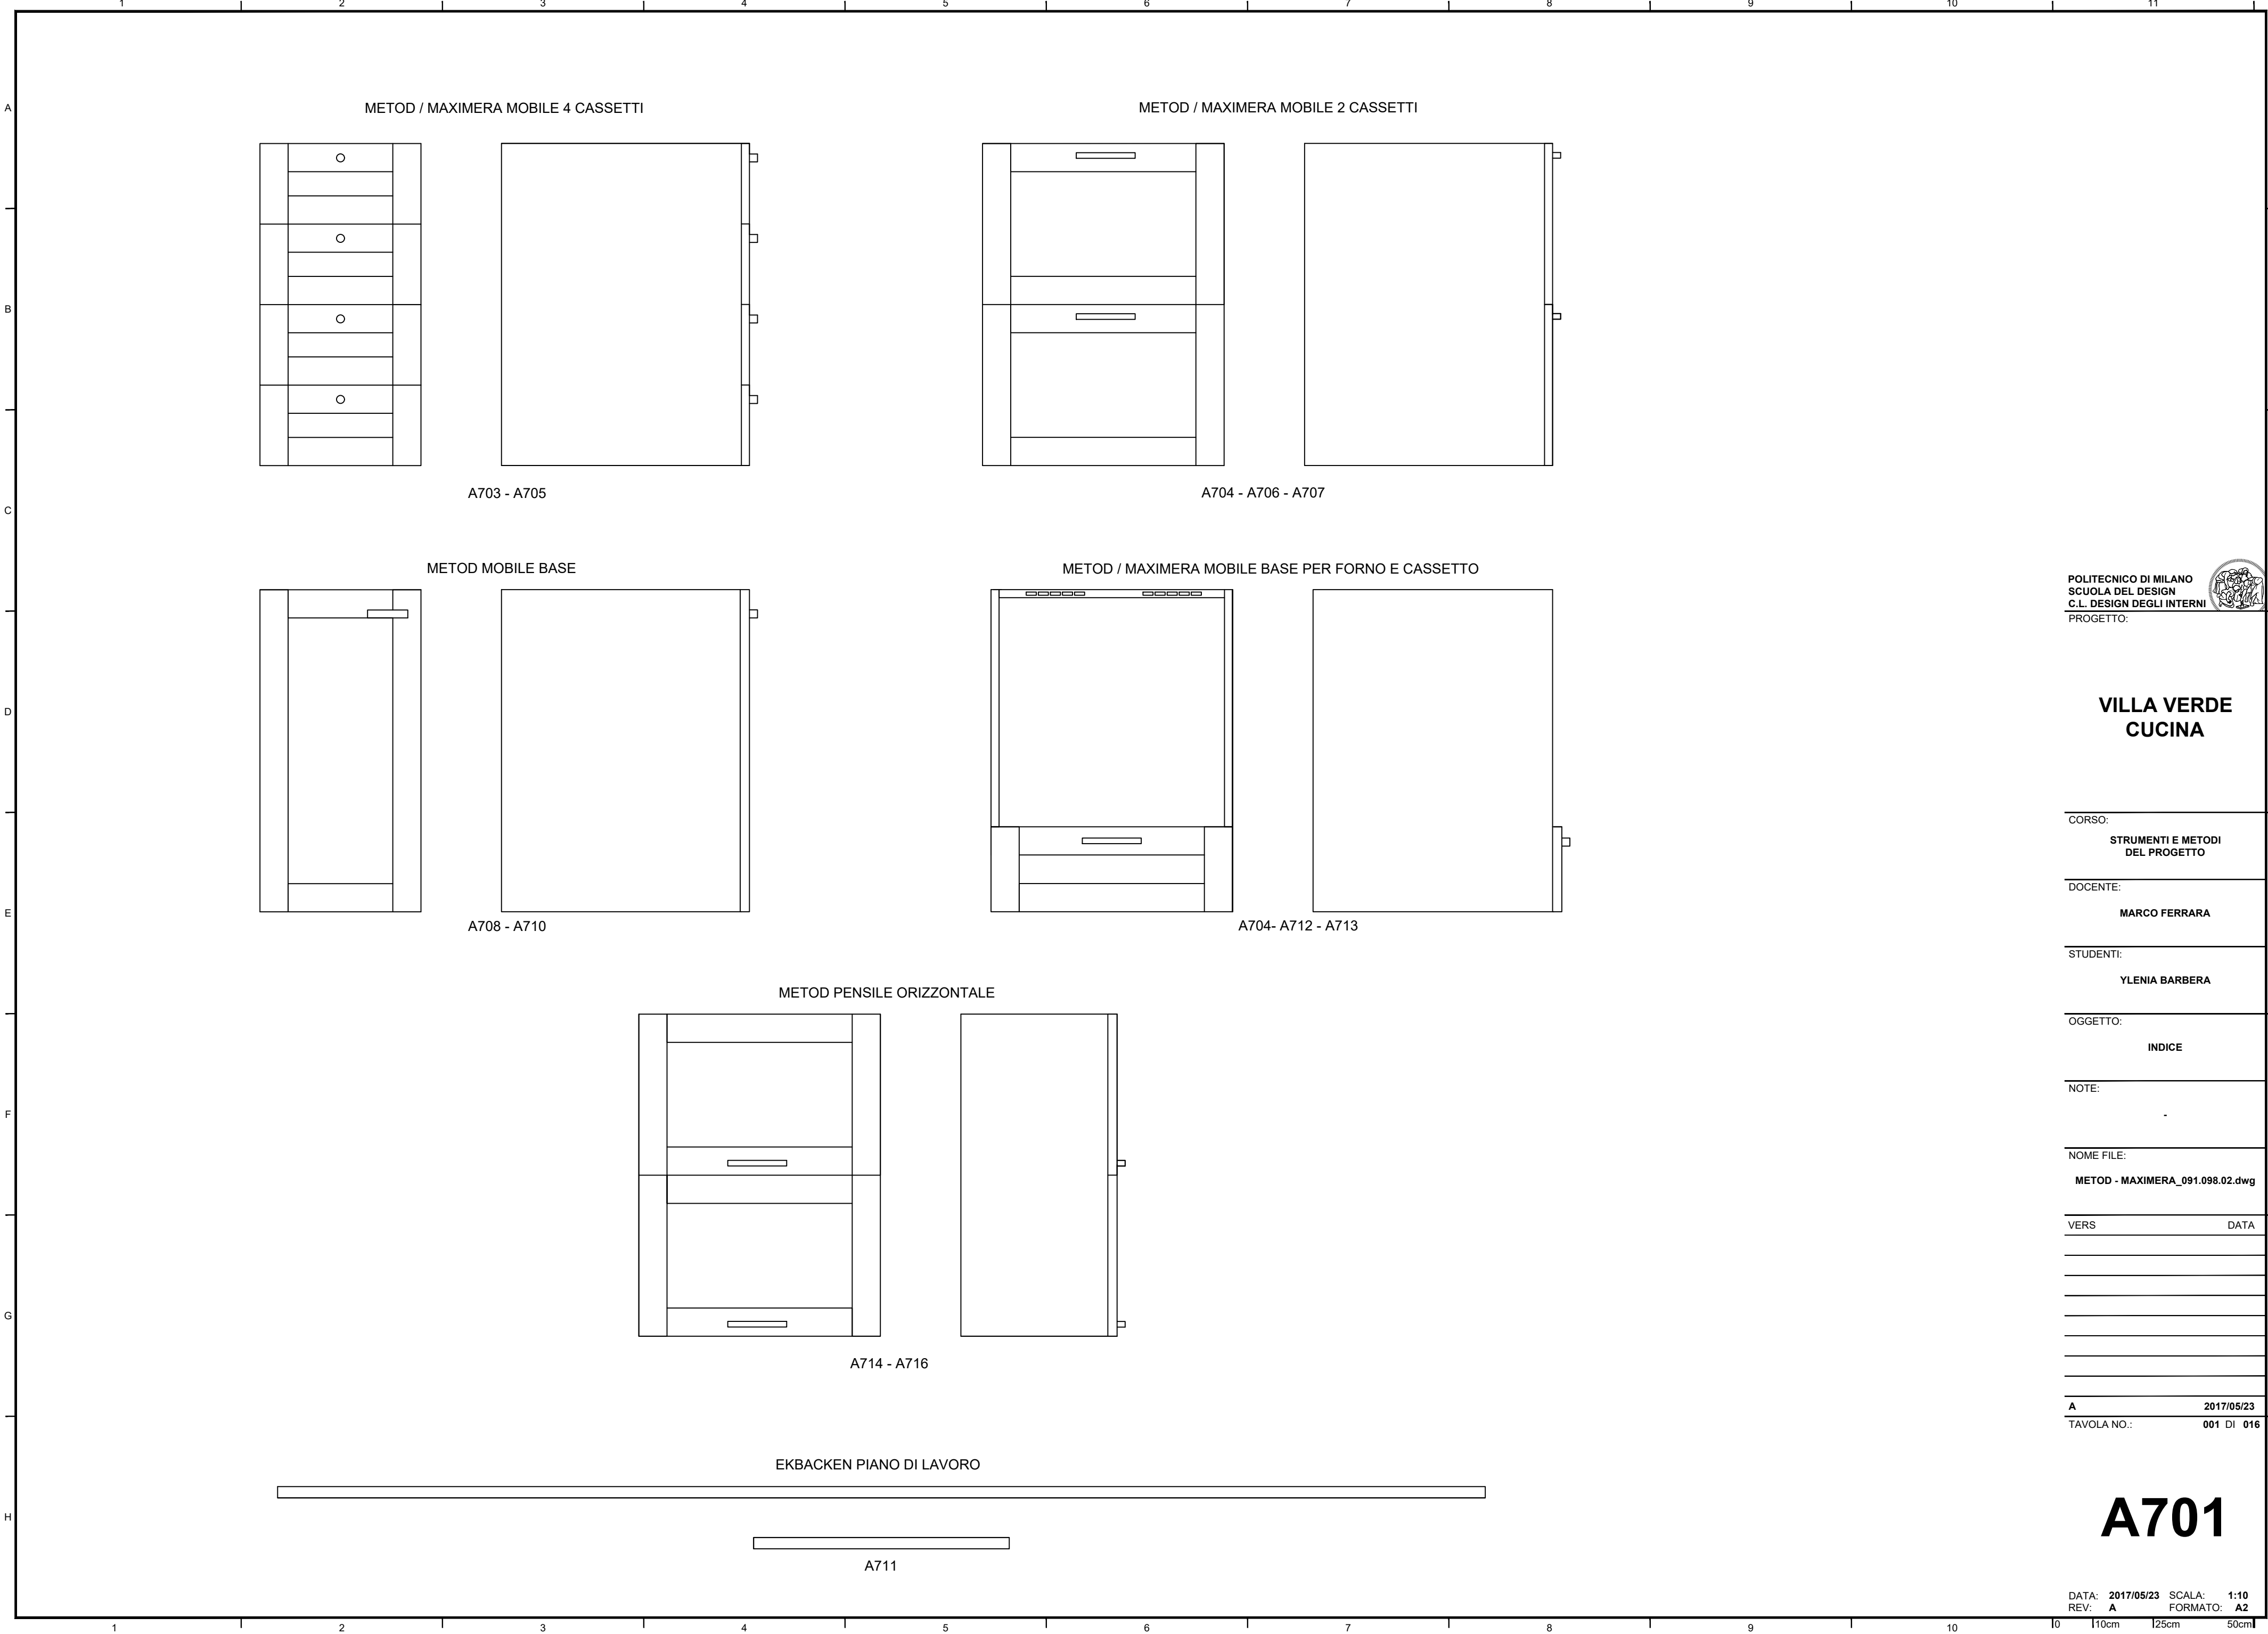 1 2 3 4 5 6 7 8 9 10 11
A
METOD / MAXIMERA MOBILE 4 CASSETTI
METOD / MAXIMERA MOBILE 2 CASSETTI
B
A703 - A705
A704 - A706 - A707
C
METOD MOBILE BASE
METOD / MAXIMERA MOBILE BASE PER FORNO E CASSETTO
D
A708 - A710
A704- A712 - A713
E
METOD PENSILE ORIZZONTALE
F
G
A714 - A716
EKBACKEN PIANO DI LAVORO
H
A711
POLITECNICO DI MILANO
SCUOLA DEL DESIGN
C.L. DESIGN DEGLI INTERNI
PROGETTO:
VILLA VERDE
CUCINA
CORSO:
STRUMENTI E METODI
DEL PROGETTO
DOCENTE:
MARCO FERRARA
STUDENTI:
YLENIA BARBERA
OGGETTO:
INDICE
NOTE:
-
NOME FILE:
METOD - MAXIMERA_091.098.02.dwg
VERS DATA
A 2017/05/23
TAVOLA NO.: 001 DI 016
A701
DATA: 2017/05/23 SCALA: 1:10
REV: A FORMATO: A2
1 2 3 4 5 6 7 8 9 10 0 10cm 25cm 50cm